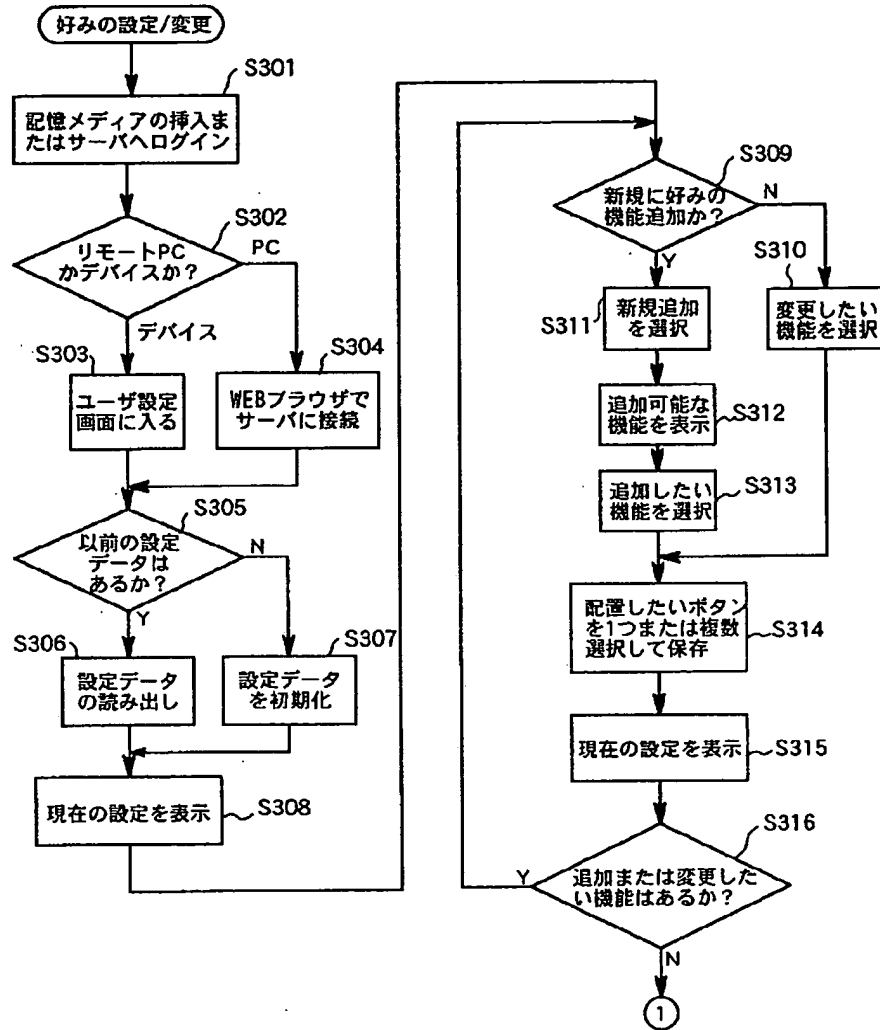 好みの設定/変更
S301
記憶メディアの挿入ま
たはサーバへログイン
S302
リモートPC
かデバイスか？
PC
デバイス
S303
ユーザ設定
画面に入る
S304
WEBブラウザで
サーバに接続
S305
以前の設定
データは
あるか？
N
Y
S306
設定データ
の読み出し
S307
設定データ
を初期化
現在の設定を表示
S308
S309
新規に好みの
機能追加か？
N
Y
S310
変更したい
機能を選択
S311
新規追加
を選択
追加可能な
機能を表示
S312
追加したい
機能を選択
S313
配置したいボタン
を1つまたは複数
選択して保存
S314
現在の設定を表示
S315
S316
追加または変更した
い機能はあるか？
Y
N
1